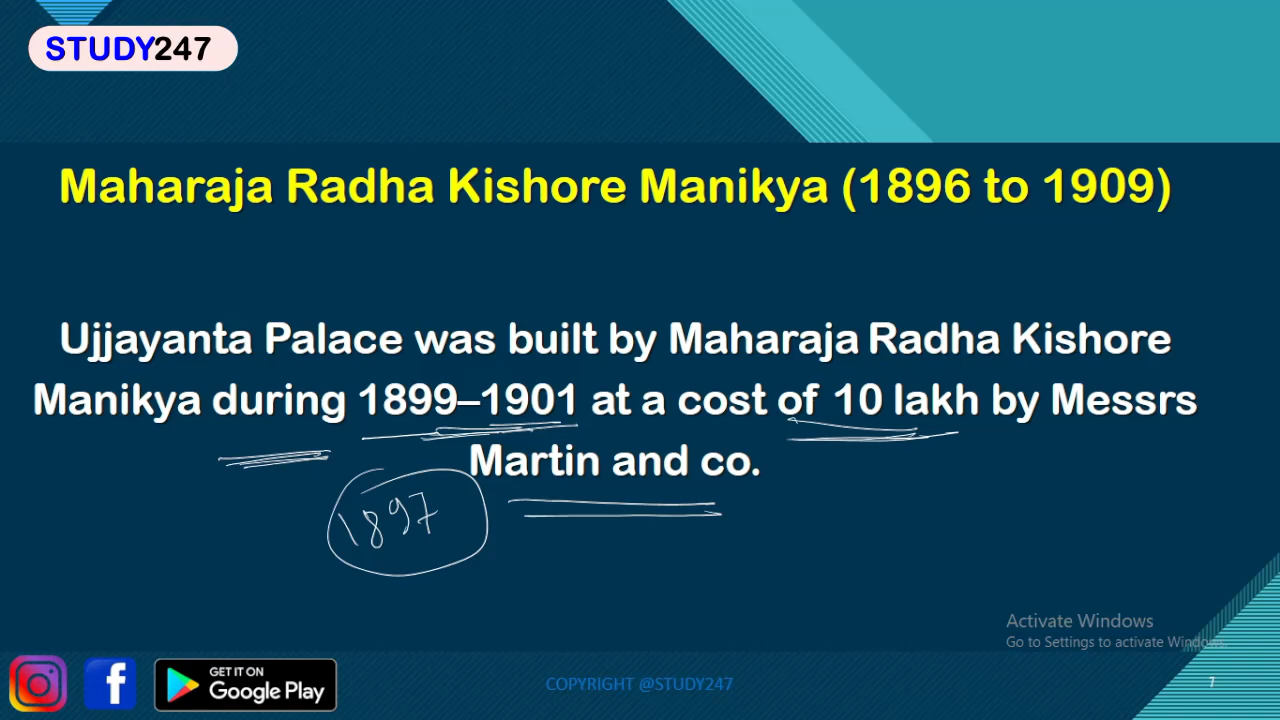 STUDY247
Maharaja Radha Kishore Manikya (1896 to 1909)
Ujjayanta Palace was built by Maharaja Radha Kishore
Manikya during 1899–1901 at a cost of 10 lakh by Messrs
Martin and co.
1897
Activate Windows
Go to Settings to activate Windows.
GET IT ON
Google Play
COPYRIGHT @STUDY247
7